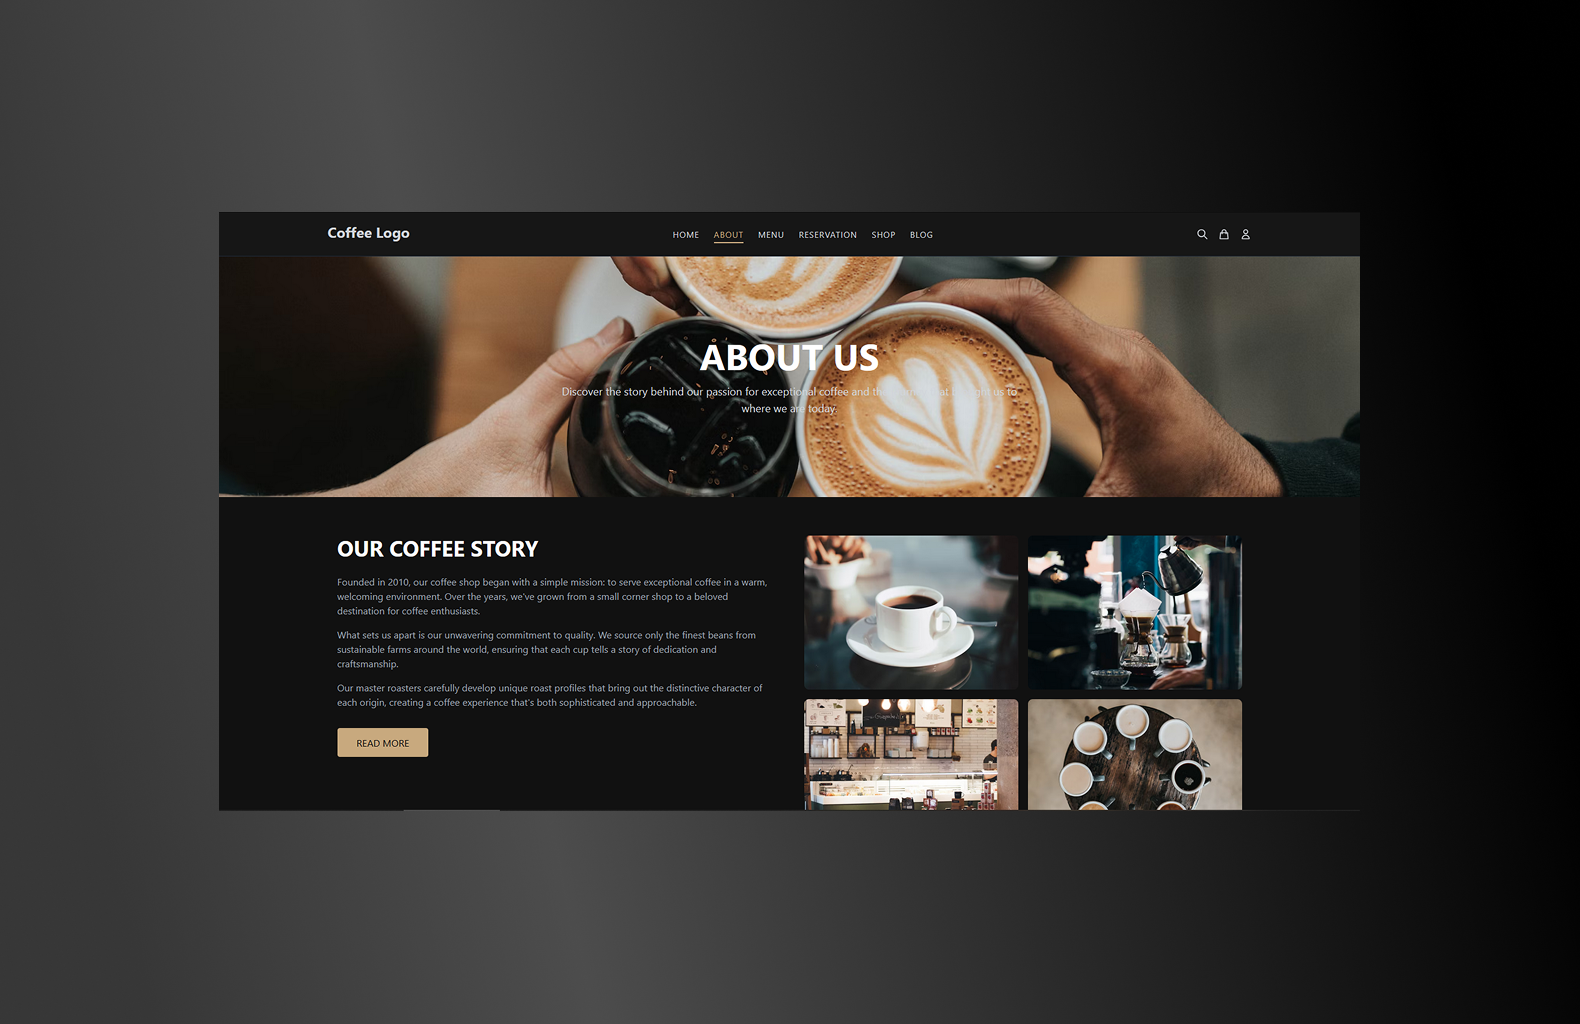 Coffee Logo
HOME ABOUT MENU RESERVATION SHOP BLOG
ABOUT US
Discover the story behind our passion for exceptional coffee and the us to
where we are today.
OUR COFFEE STORY
Founded in 2010, our coffee shop began with a simple mission: to serve exceptional coffee in a warm,
welcoming environment. Over the years, we've grown from a small corner shop to a beloved
destination for coffee enthusiasts.
What sets us apart is our unwavering commitment to quality. We source only the finest beans from
sustainable farms around the world, ensuring that each cup tells a story of dedication and
craftsmanship.
Our master roasters carefully develop unique roast profiles that bring out the distinctive character of
each origin, creating a coffee experience that's both sophisticated and approachable.
READ MORE